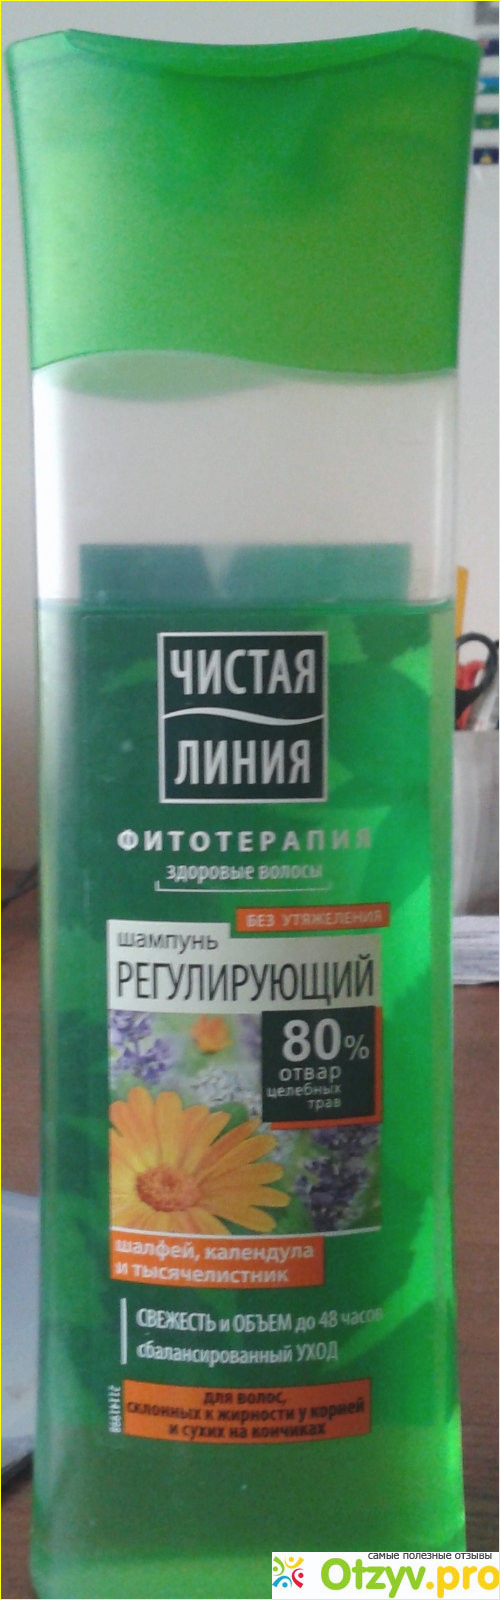 ЧИСТАЯ
ЛИНИЯ
ФИТОТЕРАПИЯ
здоровые волосы
БЕЗ УТЯЖЕЛЕНИЯ
шампунь
РЕГУЛИРУЮЩИЙ
80%
отвар
целебных
трав
шалфей, календула
и тысячелистник
СВЕЖЕСТЬ и ОБЪЕМ до 48 часов
сбалансированный УХОД
для волос,
склонных к жирности у корней
и сухих на кончиках
самые полезные отзывы
Otzyv.pro